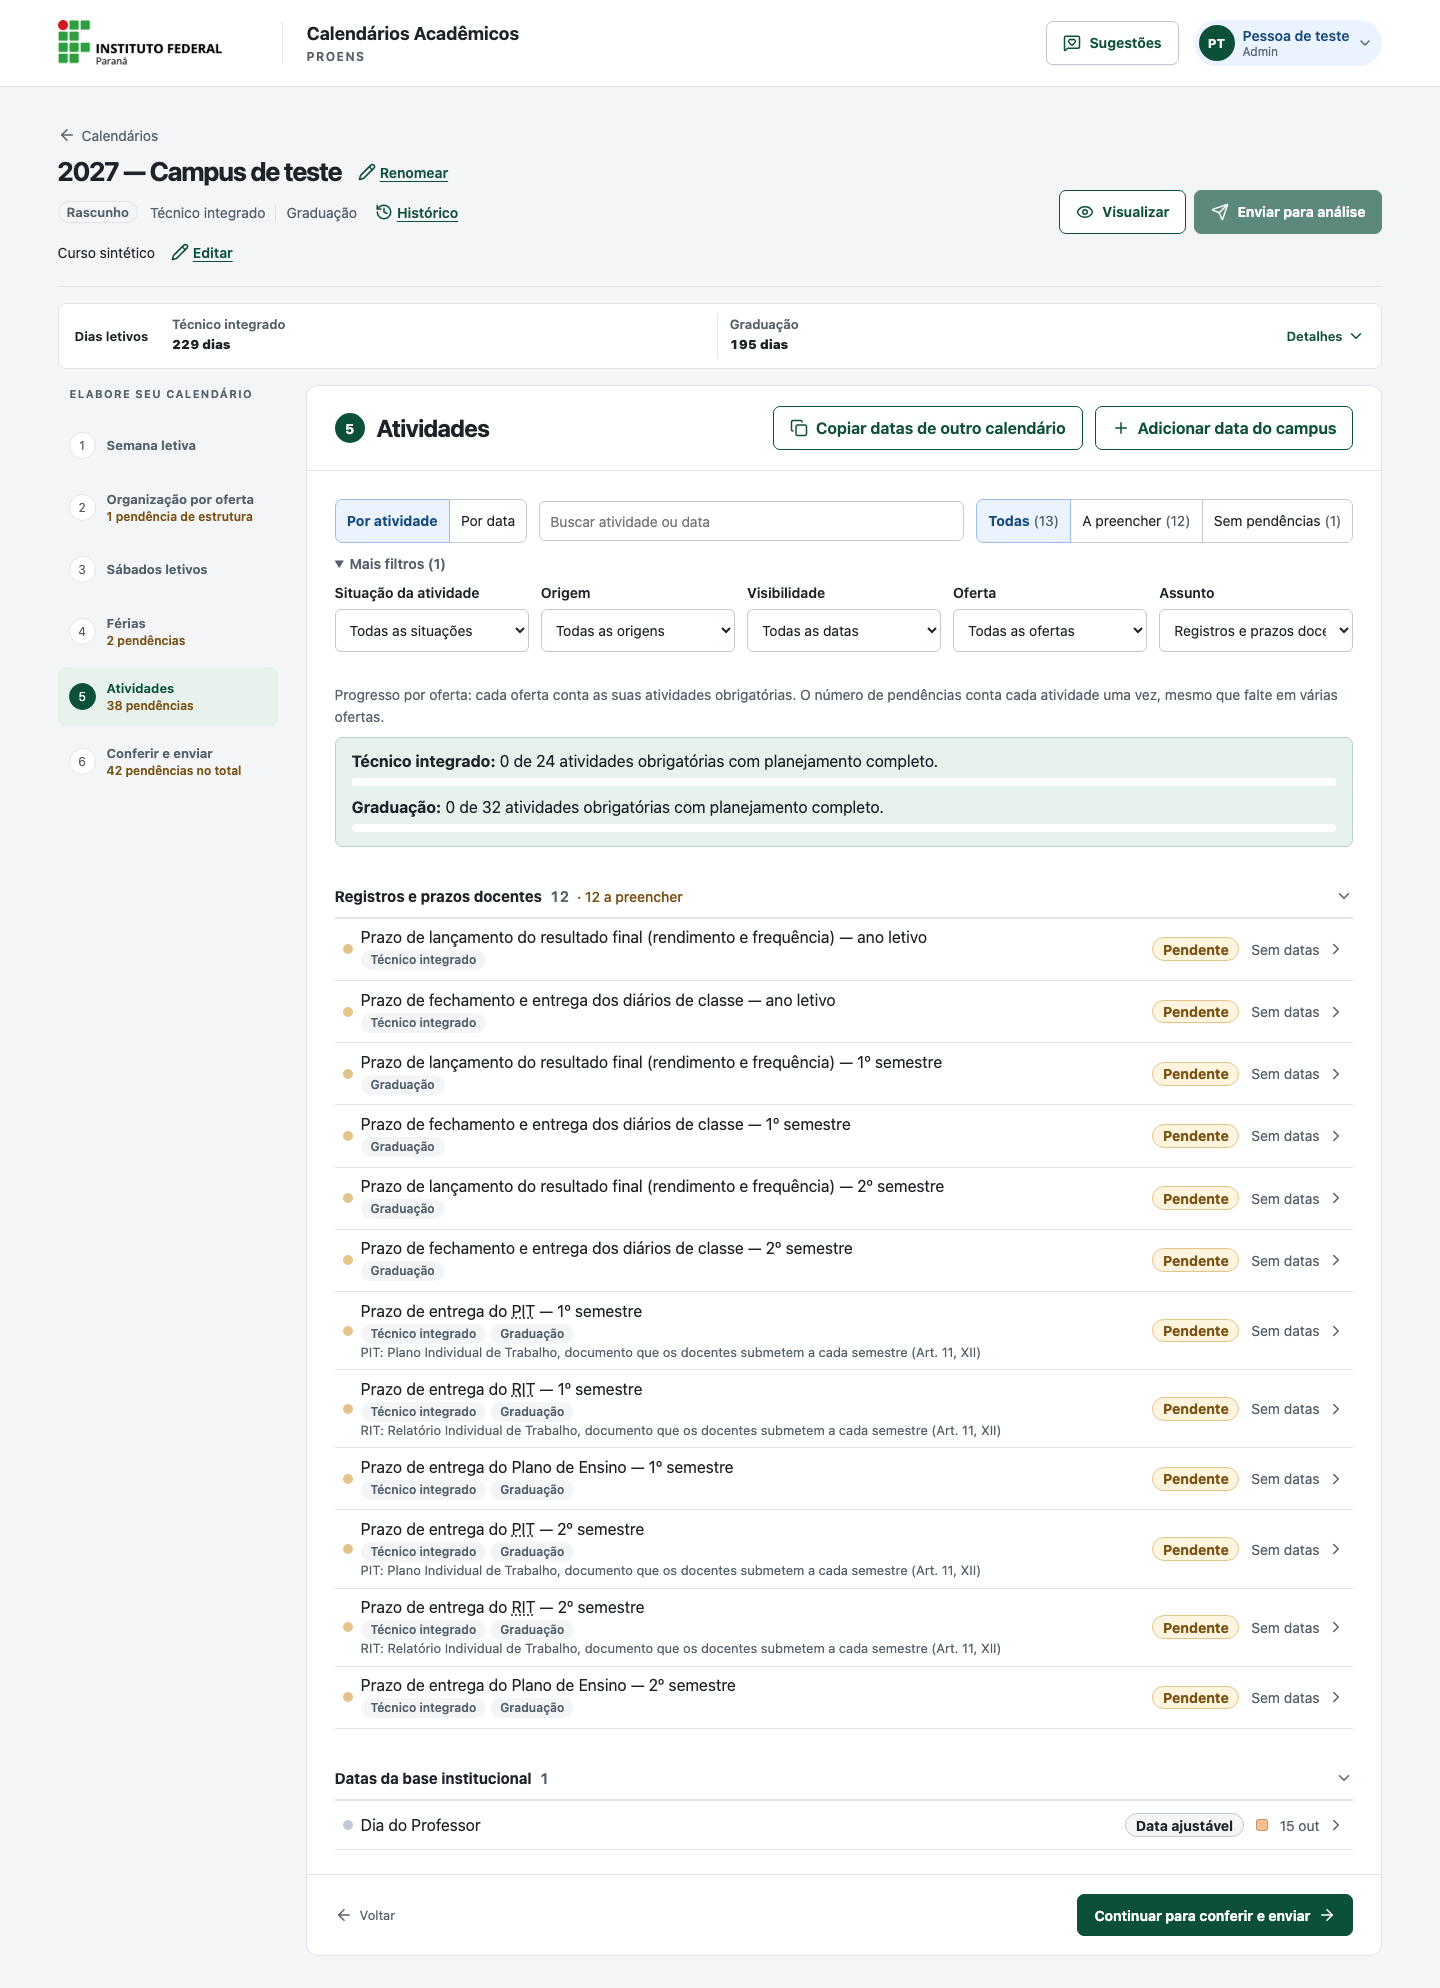 INSTITUTO FEDERAL
Paraná
Calendários Acadêmicos
PROENS
Sugestões
PT
Pessoa de teste
Admin
Calendários
2027 — Campus de teste
Renomear
Rascunho
Técnico integrado
Graduação
Histórico
Visualizar
Enviar para análise
Curso sintético
Editar
Dias letivos
Técnico integrado
229 dias
Graduação
195 dias
Detalhes
ELABORE SEU CALENDÁRIO
1
Semana letiva
2
Organização por oferta
1 pendência de estrutura
3
Sábados letivos
4
Férias
2 pendências
5
Atividades
38 pendências
6
Conferir e enviar
42 pendências no total
5
Atividades
Copiar datas de outro calendário
Adicionar data do campus
Por atividade
Por data
Buscar atividade ou data
Todas (13)
A preencher (12)
Sem pendências (1)
Mais filtros (1)
Situação da atividade
Todas as situações
Origem
Todas as origens
Visibilidade
Todas as datas
Oferta
Todas as ofertas
Assunto
Registros e prazos doce
Progresso por oferta: cada oferta conta as suas atividades obrigatórias. O número de pendências conta cada atividade uma vez, mesmo que falte em várias
ofertas.
Técnico integrado: 0 de 24 atividades obrigatórias com planejamento completo.
Graduação: 0 de 32 atividades obrigatórias com planejamento completo.
Registros e prazos docentes 12 · 12 a preencher
Prazo de lançamento do resultado final (rendimento e frequência) — ano letivo
Técnico integrado
Pendente Sem datas
Prazo de fechamento e entrega dos diários de classe — ano letivo
Técnico integrado
Pendente Sem datas
Prazo de lançamento do resultado final (rendimento e frequência) — 1º semestre
Graduação
Pendente Sem datas
Prazo de fechamento e entrega dos diários de classe — 1º semestre
Graduação
Pendente Sem datas
Prazo de lançamento do resultado final (rendimento e frequência) — 2º semestre
Graduação
Pendente Sem datas
Prazo de fechamento e entrega dos diários de classe — 2º semestre
Graduação
Pendente Sem datas
Prazo de entrega do PIT — 1º semestre
Técnico integrado Graduação
PIT: Plano Individual de Trabalho, documento que os docentes submetem a cada semestre (Art. 11, XII)
Pendente Sem datas
Prazo de entrega do RIT — 1º semestre
Técnico integrado Graduação
RIT: Relatório Individual de Trabalho, documento que os docentes submetem a cada semestre (Art. 11, XII)
Pendente Sem datas
Prazo de entrega do Plano de Ensino — 1º semestre
Técnico integrado Graduação
Pendente Sem datas
Prazo de entrega do PIT — 2º semestre
Técnico integrado Graduação
PIT: Plano Individual de Trabalho, documento que os docentes submetem a cada semestre (Art. 11, XII)
Pendente Sem datas
Prazo de entrega do RIT — 2º semestre
Técnico integrado Graduação
RIT: Relatório Individual de Trabalho, documento que os docentes submetem a cada semestre (Art. 11, XII)
Pendente Sem datas
Prazo de entrega do Plano de Ensino — 2º semestre
Técnico integrado Graduação
Pendente Sem datas
Datas da base institucional 1
Dia do Professor
Data ajustável 15 out
Voltar
Continuar para conferir e enviar